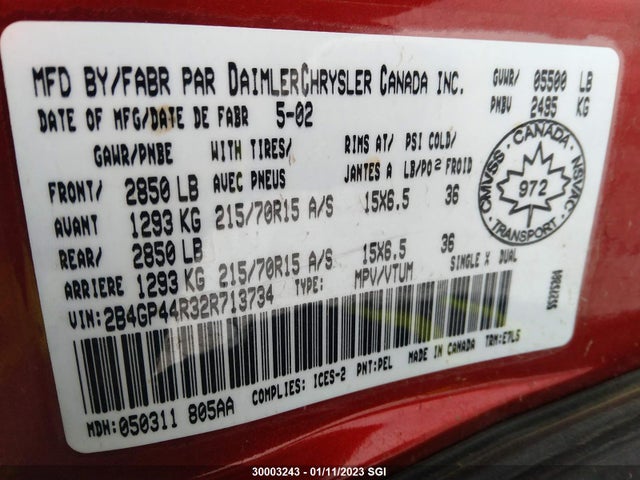 MFD BY/FABR PAR DAIMLERCHRYSLER CANADA INC.
GVWR/ 05500 LB
PNBV 2495 KG
DATE OF MFG/DATE DE FABR 5-02
GAWR/PNBE WITH TIRES/ RIMS AT/ PSI COLD/
AVEC PNEUS JANTES A LB/PO2 FROID
FRONT/ 2850 LB
AVANT 1293 KG 215/70R15 A/S 15X6.5 36
REAR/ 2850 LB
ARRIERE 1293 KG 215/70R15 A/S 15X6.5 36
SINGLE X DUAL
VIN: 2B4GP44R32R713734 TYPE: MPV/VTUM
CANADA
CMVSS NSVAC
972
TRANSPORT
MDH: 050311 805AA COMPLIES: ICES-2 PNT: PEL MADE IN CANADA TRM: E7L5
30003243 - 01/11/2023 SGI